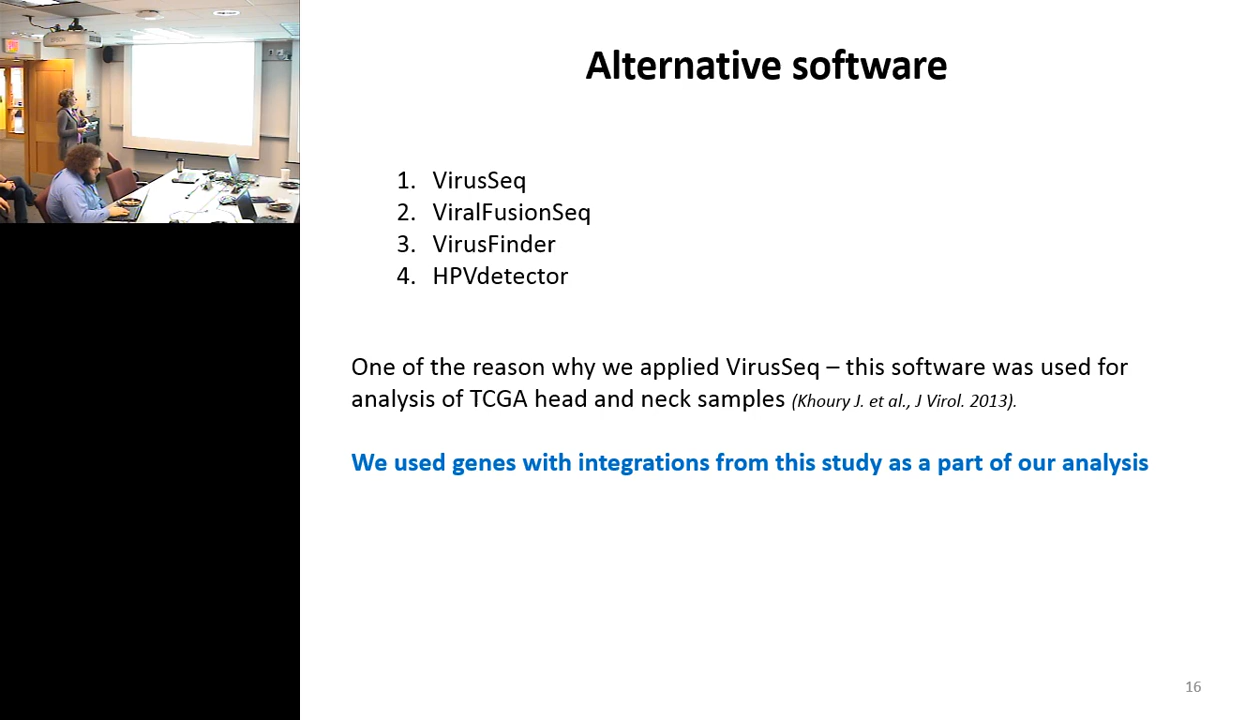 Alternative software
1. VirusSeq
2. ViralFusionSeq
3. VirusFinder
4. HPVdetector
One of the reason why we applied VirusSeq – this software was used for
analysis of TCGA head and neck samples (Khoury J. et al., J Virol. 2013).
We used genes with integrations from this study as a part of our analysis
16